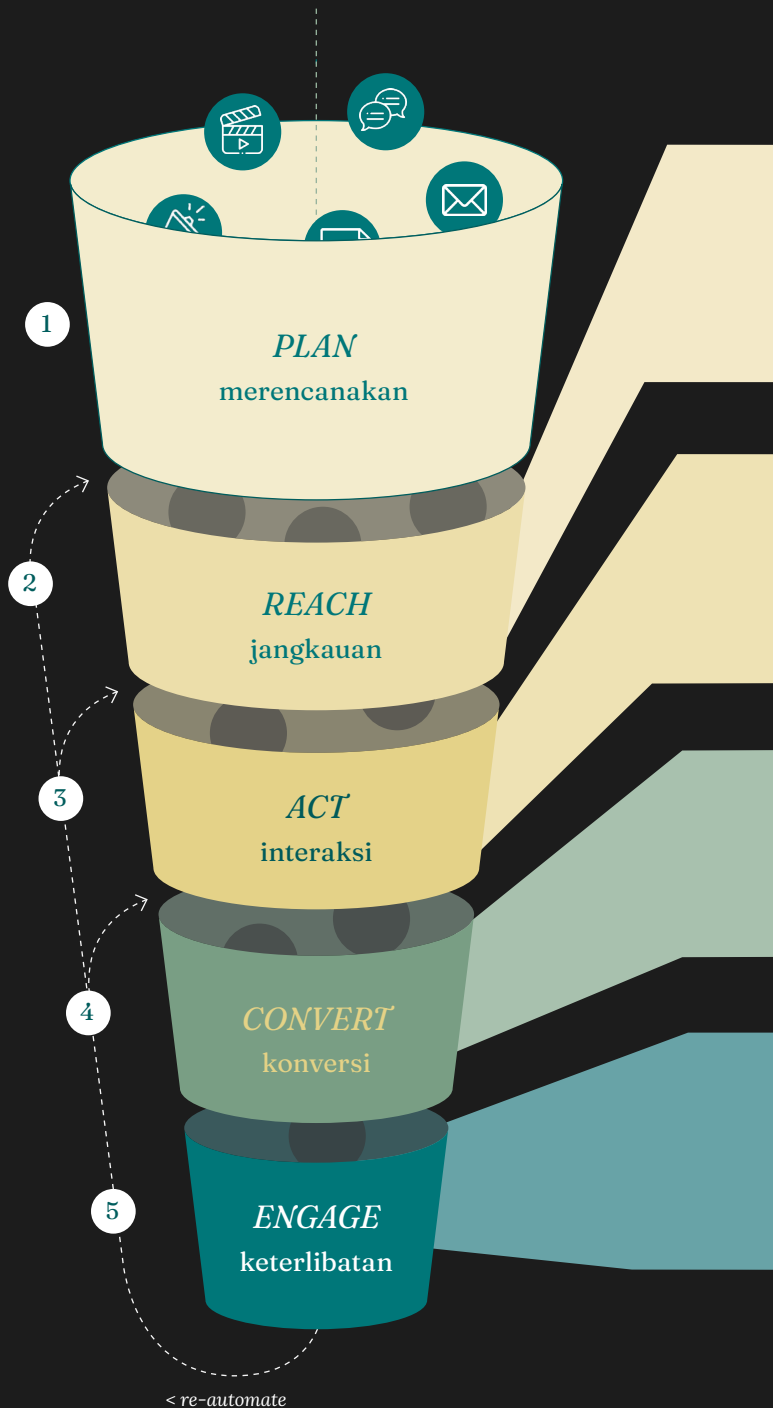 1
PLAN
merencanakan
2
REACH
jangkauan
3
ACT
interaksi
4
CONVERT
konversi
5
ENGAGE
keterlibatan
< re-automate